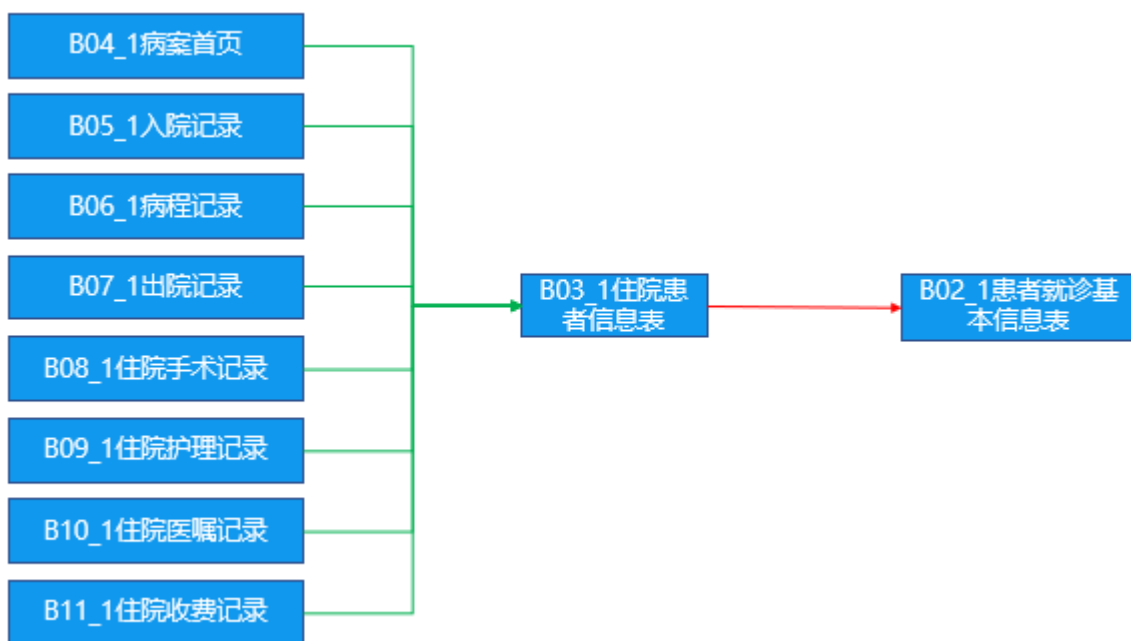 B04_1病案首页
B05_1入院记录
B06_1病程记录
B07_1出院记录
B08_1住院手术记录
B09_1住院护理记录
B10_1住院医嘱记录
B11_1住院收费记录
B03_1住院患
者信息表
B02_1患者就诊基
本信息表